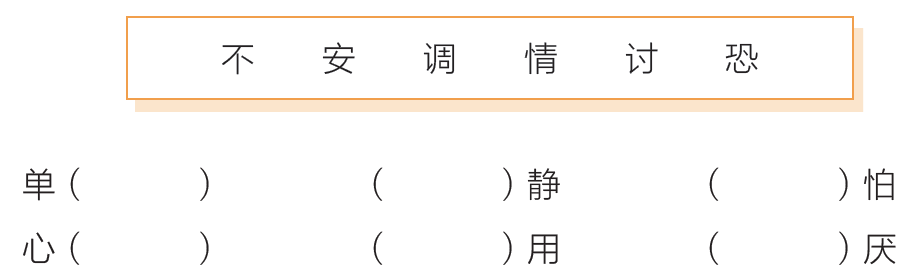 不 安 调 情 讨 恐
单（ ） （ ）静 （ ）怕
心（ ） （ ）用 （ ）厌